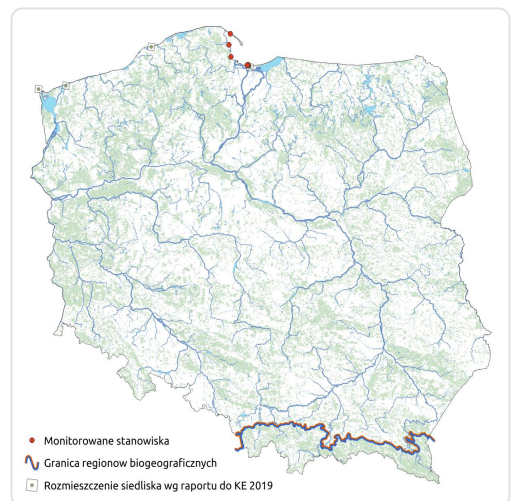 Monitorowane stanowiska
Granica regionow biogeograficznych
Rozmieszczenie siedliska wg raportu do KE 2019